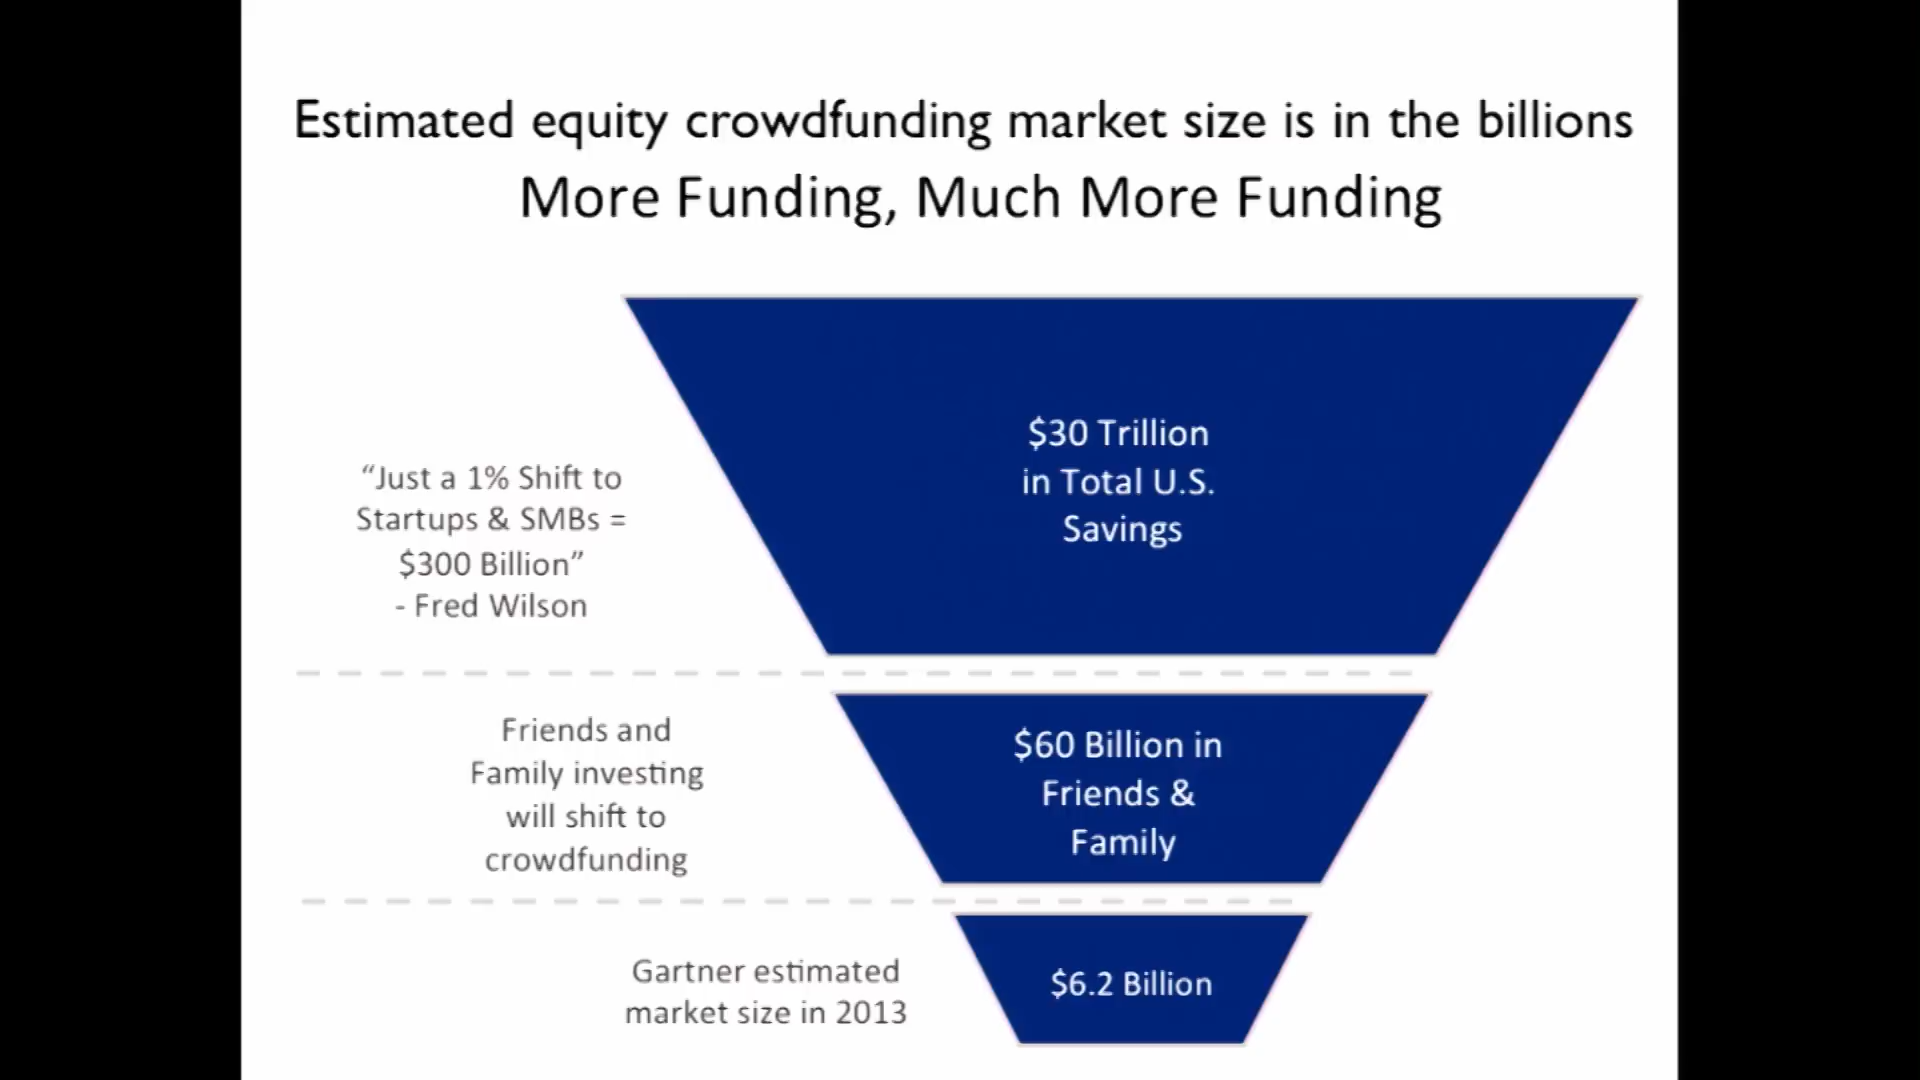 Estimated equity crowdfunding market size is in the billions
More Funding, Much More Funding
$30 Trillion
in Total U.S.
Savings
“Just a 1% Shift to
Startups & SMBs =
$300 Billion”
- Fred Wilson
$60 Billion in
Friends &
Family
Friends and
Family investing
will shift to
crowdfunding
$6.2 Billion
Gartner estimated
market size in 2013